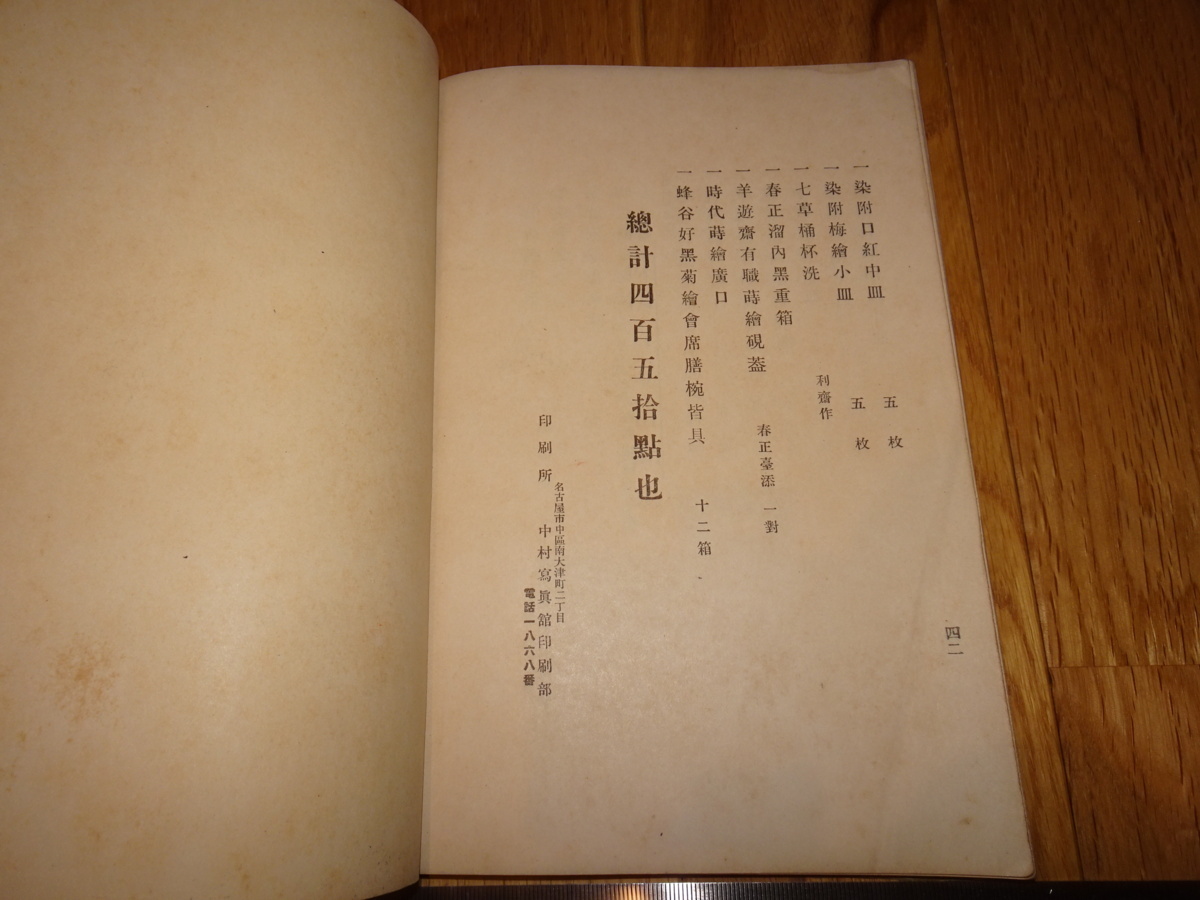 一染附口紅中皿 五枚
一染附梅繪小皿 五枚
一七草桶杯洗 利齋作
一春正溜內黑重箱
一羊遊齋有職蒔繪硯葢 春正臺添 一對
一時代蒔繪廣口
一蜂谷好黑菊繪會席膳椀皆具 十二箱
總計四百五拾點也
名古屋市中區南大津町二丁目
印刷所 中村寫眞舘印刷部
電話一八六八番
四二